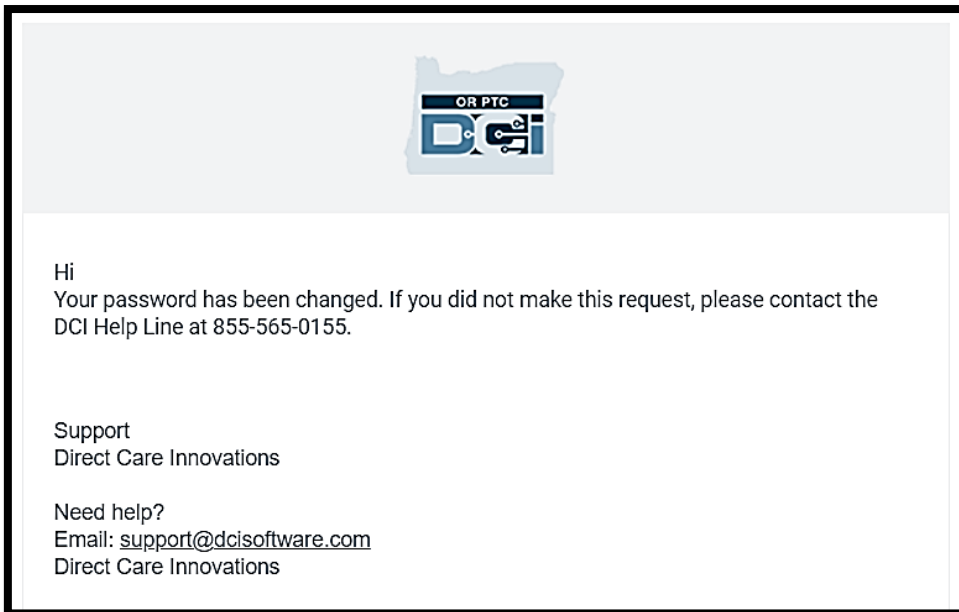 OR PTC
DCi
Hi
Your password has been changed. If you did not make this request, please contact the
DCI Help Line at 855-565-0155.
Support
Direct Care Innovations
Need help?
Email: support@dcisoftware.com
Direct Care Innovations